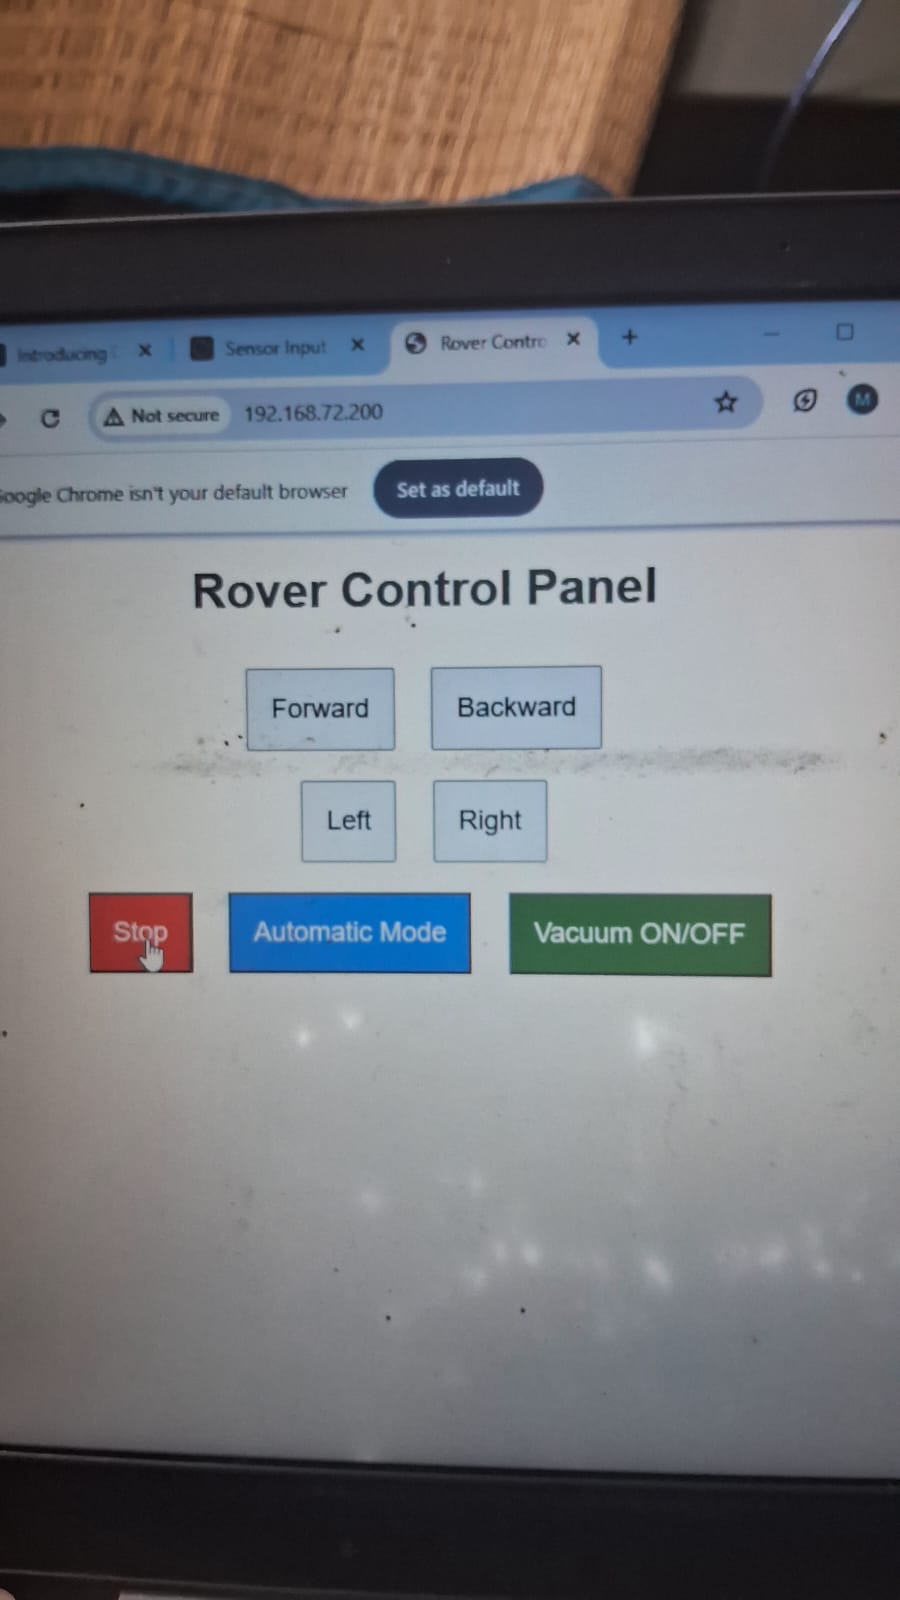 Introducing
Sensor Input
Rover Contro
Not secure
192.168.72.200
M
Google Chrome isn't your default browser
Set as default
Rover Control Panel
Forward
Backward
Left
Right
Stop
Automatic Mode
Vacuum ON/OFF